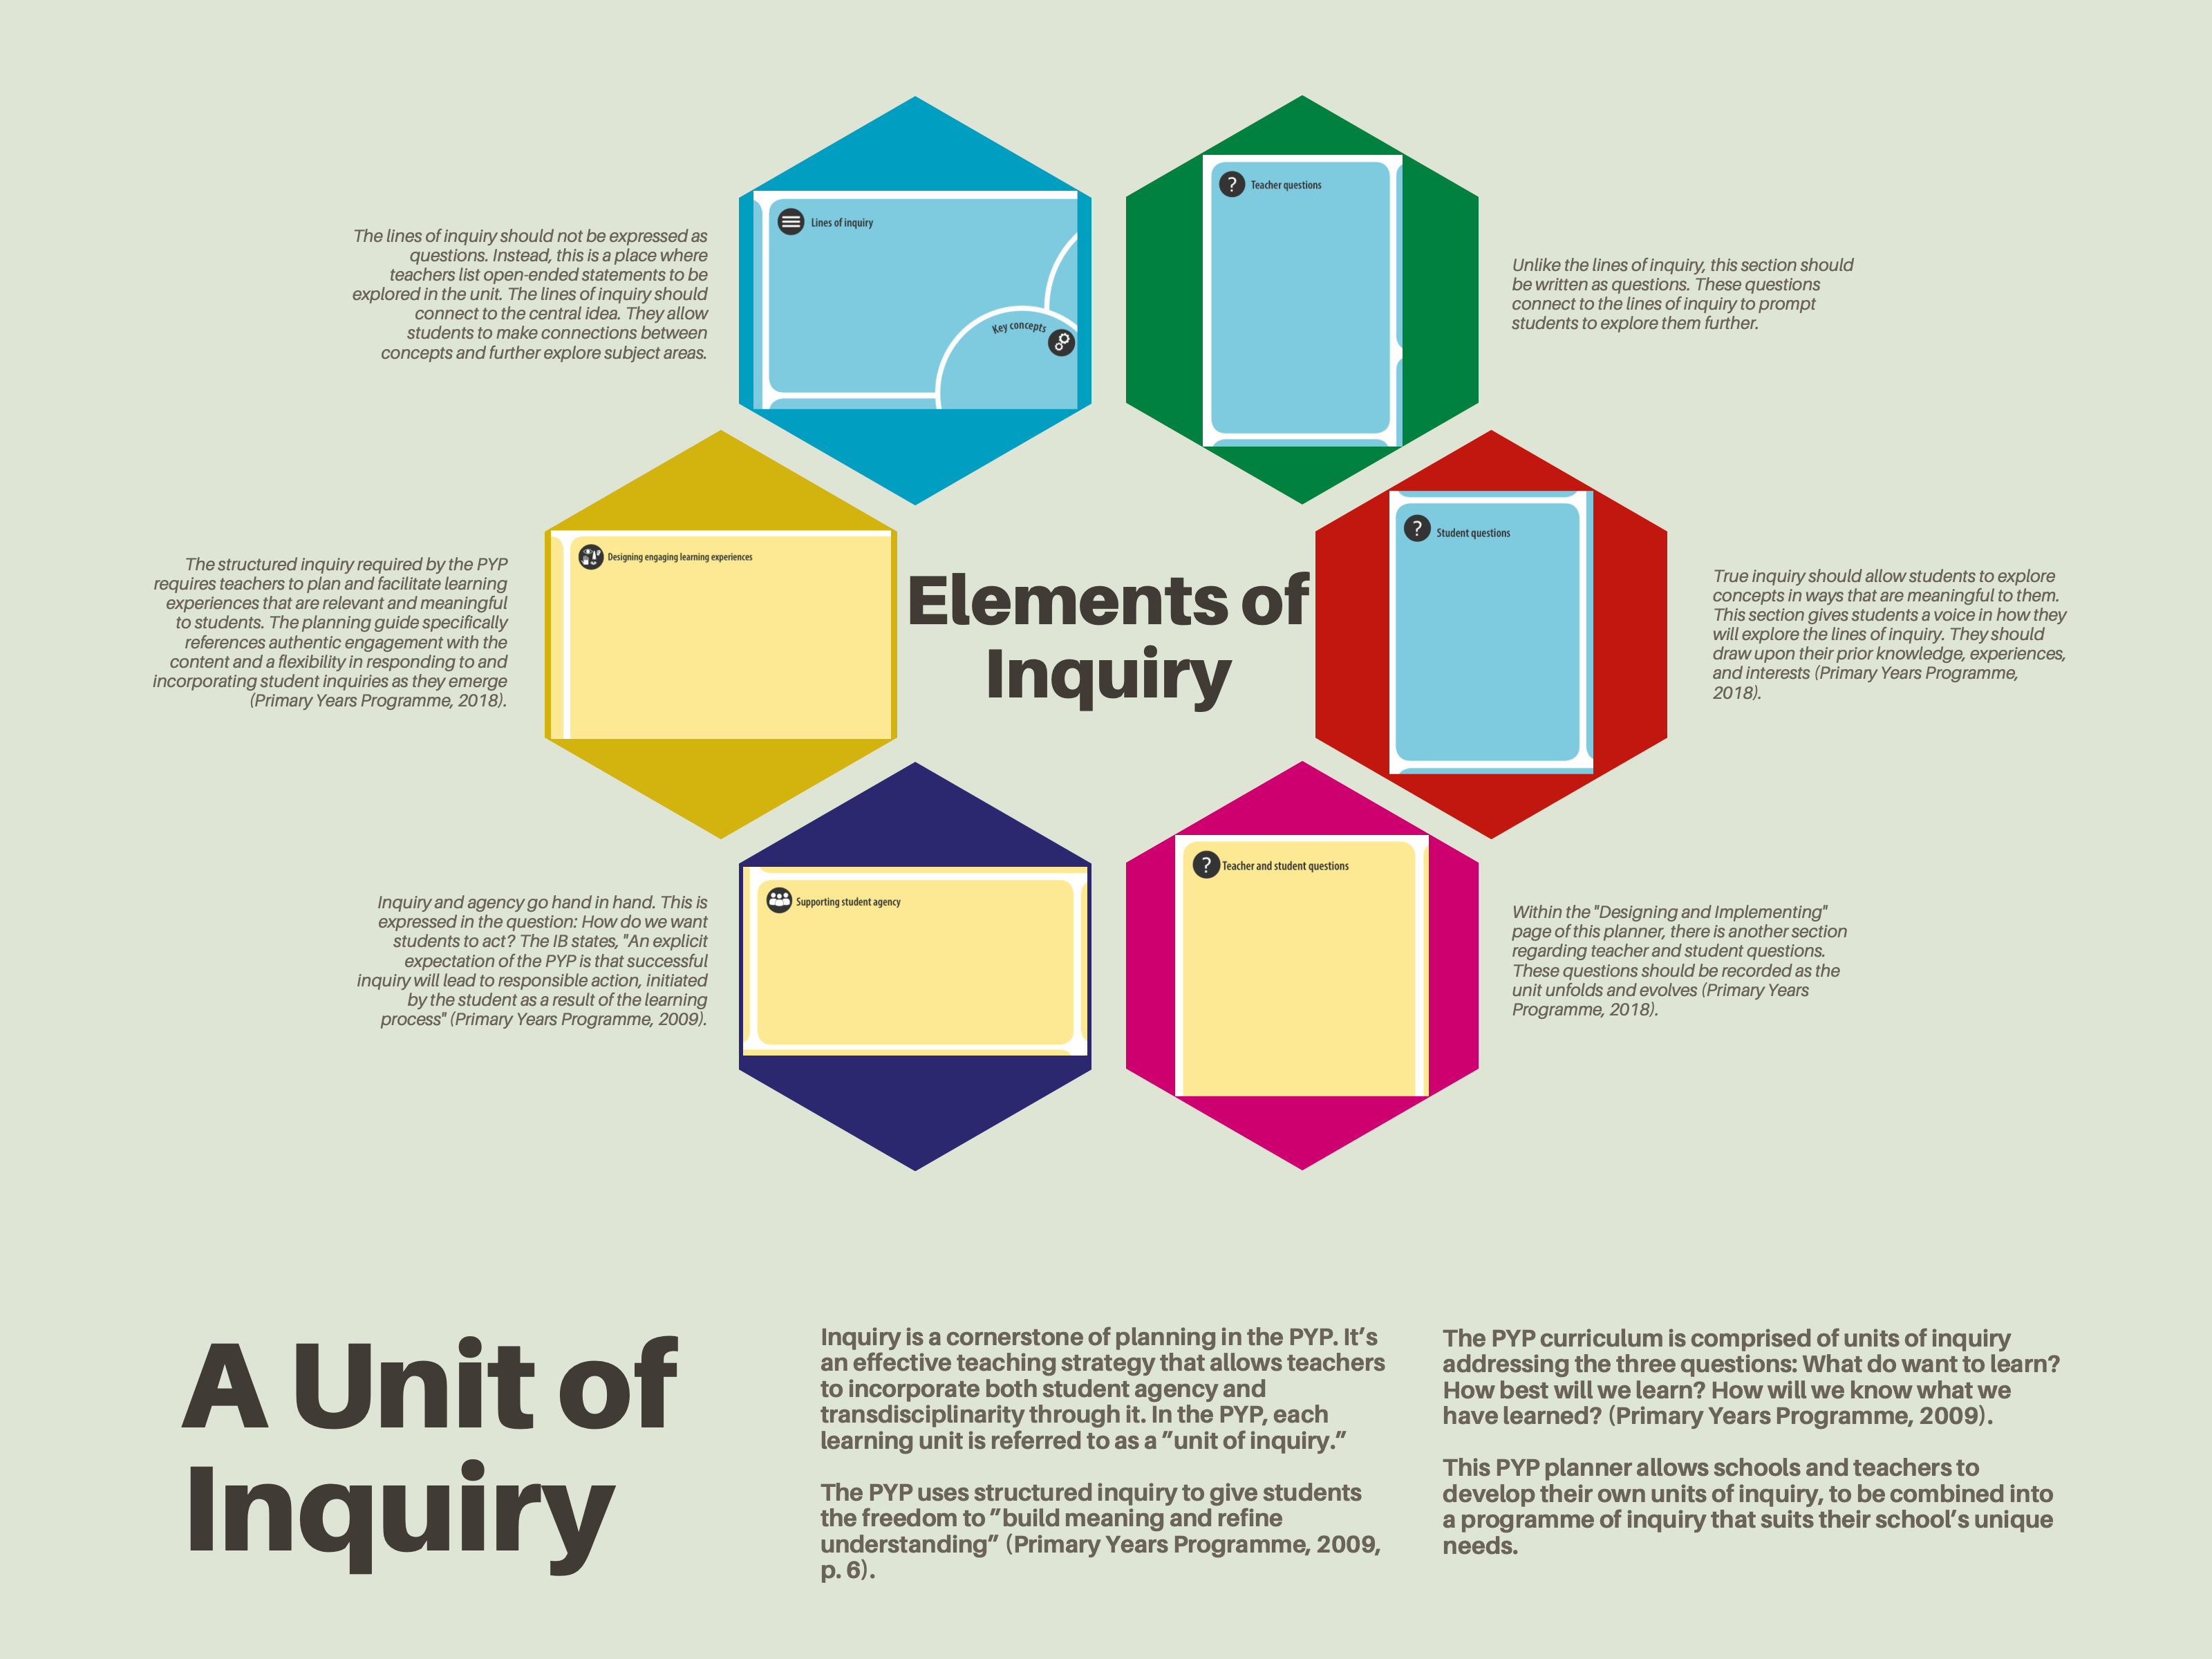 The lines of inquiry should not be expressed as
questions. Instead, this is a place where
teachers list open-ended statements to be
explored in the unit. The lines of inquiry should
connect to the central idea. They allow
students to make connections between
concepts and further explore subject areas.
Lines of inquiry
Key concepts
Teacher questions
Unlike the lines of inquiry, this section should
be written as questions. These questions
connect to the lines of inquiry to prompt
students to explore them further.
The structured inquiry required by the PYP
requires teachers to plan and facilitate learning
experiences that are relevant and meaningful
to students. The planning guide specifically
references authentic engagement with the
content and a flexibility in responding to and
incorporating student inquiries as they emerge
(Primary Years Programme, 2018).
Designing engaging learning experiences
Elements of
Inquiry
Student questions
True inquiry should allow students to explore
concepts in ways that are meaningful to them.
This section gives students a voice in how they
will explore the lines of inquiry. They should
draw upon their prior knowledge, experiences,
and interests (Primary Years Programme,
2018).
Inquiry and agency go hand in hand. This is
expressed in the question: How do we want
students to act? The IB states, "An explicit
expectation of the PYP is that successful
inquiry will lead to responsible action, initiated
by the student as a result of the learning
process" (Primary Years Programme, 2009).
Supporting student agency
Teacher and student questions
Within the "Designing and Implementing"
page of this planner, there is another section
regarding teacher and student questions.
These questions should be recorded as the
unit unfolds and evolves (Primary Years
Programme, 2018).
A Unit of
Inquiry
Inquiry is a cornerstone of planning in the PYP. It’s
an effective teaching strategy that allows teachers
to incorporate both student agency and
transdisciplinarity through it. In the PYP, each
learning unit is referred to as a “unit of inquiry.”
The PYP uses structured inquiry to give students
the freedom to “build meaning and refine
understanding” (Primary Years Programme, 2009,
p. 6).
The PYP curriculum is comprised of units of inquiry
addressing the three questions: What do want to learn?
How best will we learn? How will we know what we
have learned? (Primary Years Programme, 2009).
This PYP planner allows schools and teachers to
develop their own units of inquiry, to be combined into
a programme of inquiry that suits their school’s unique
needs.